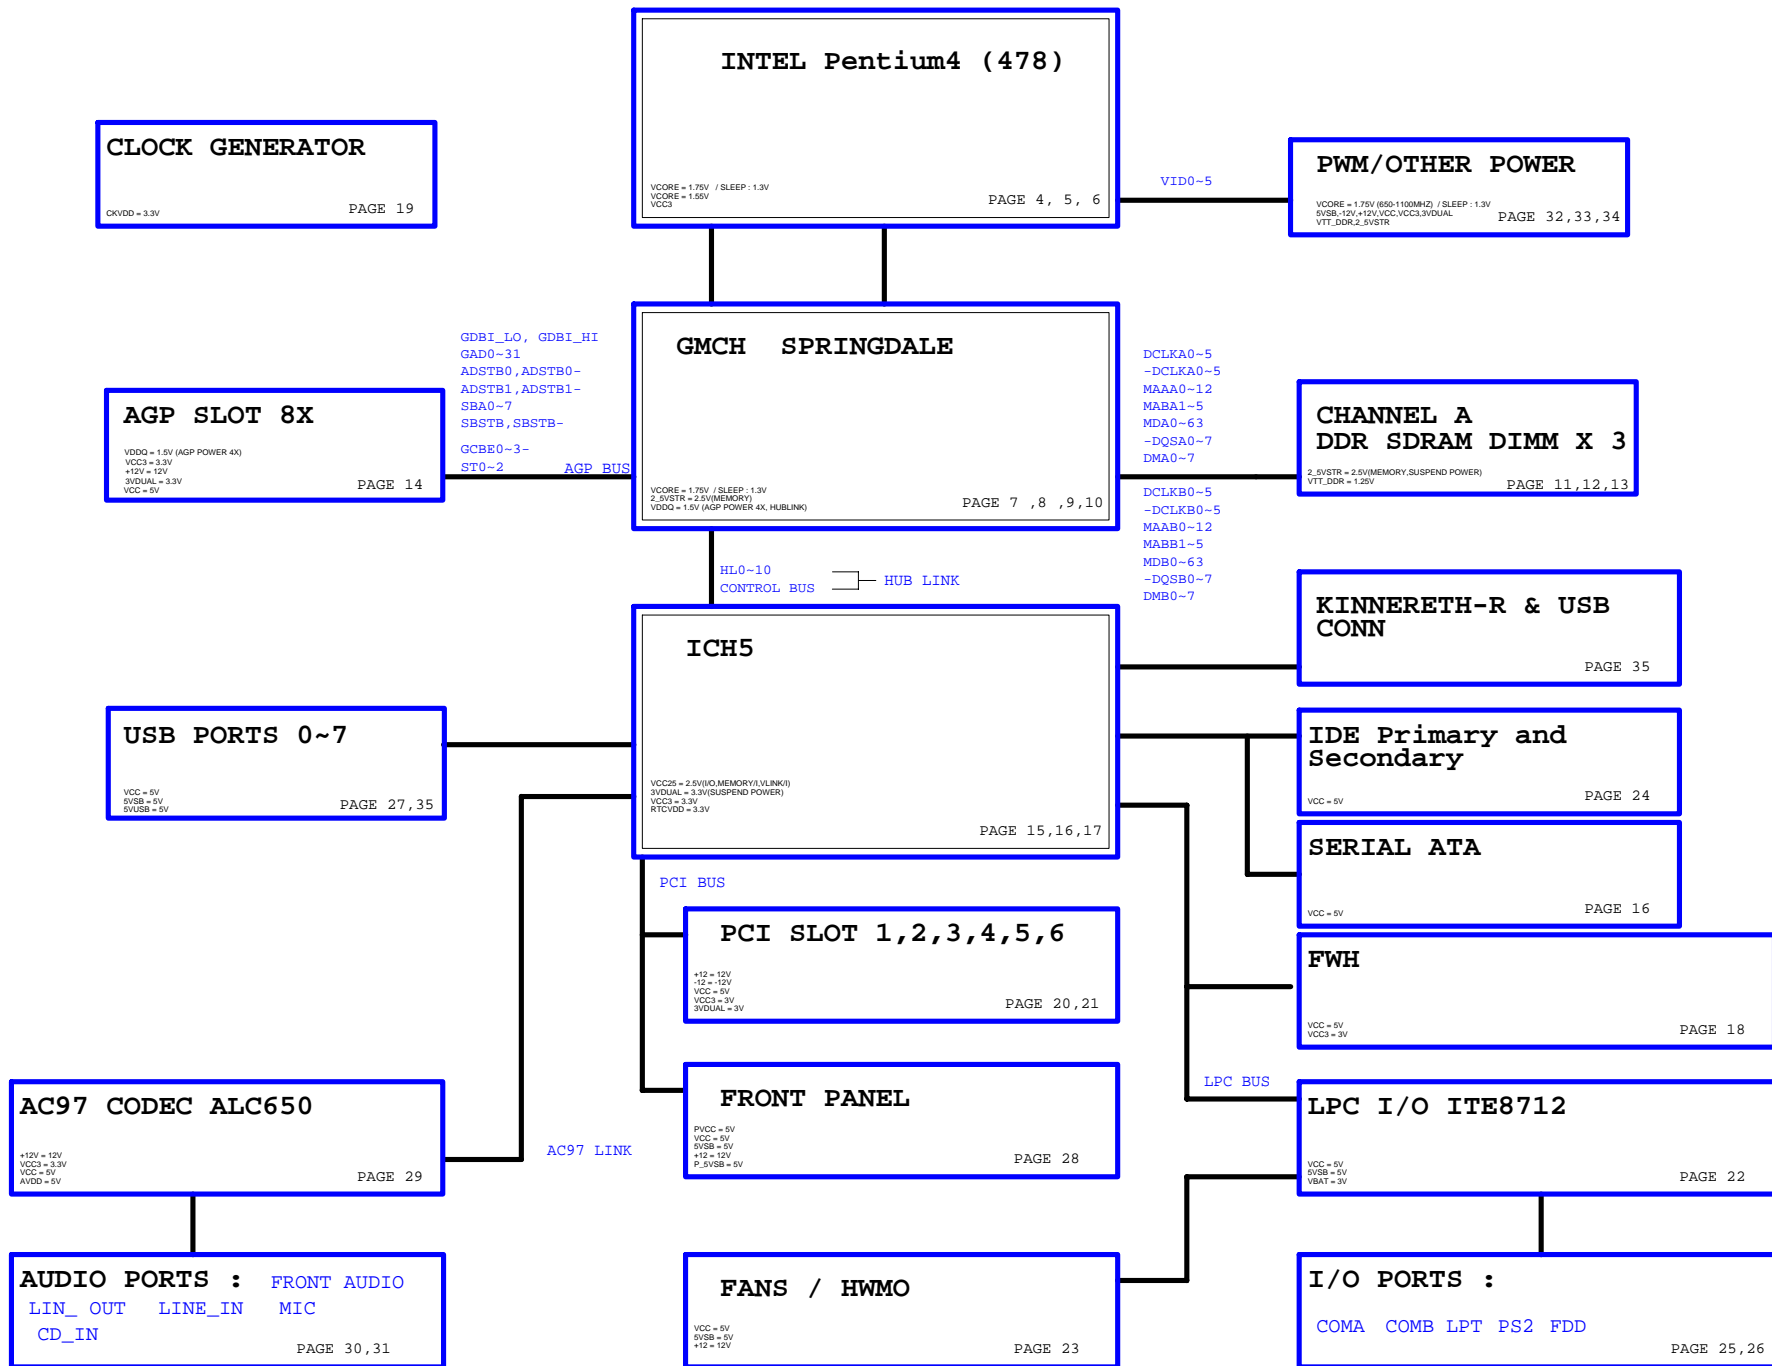 INTEL Pentium4 (478)
VCORE = 1.75V / SLEEP : 1.3V
VCORE = 1.55V
VCC3
PAGE 4, 5, 6
CLOCK GENERATOR
CKVDD = 3.3V
PAGE 19
VID0~5
PWM/OTHER POWER
VCORE = 1.75V (650-1100MHZ) / SLEEP : 1.3V
5VSB,-12V,+12V,VCC,VCC3,3VDUAL
VTT_DDR,2_5VSTR
PAGE 32,33,34
GMCH SPRINGDALE
VCORE = 1.75V / SLEEP : 1.3V
2_5VSTR = 2.5V(MEMORY)
VDDQ = 1.5V (AGP POWER 4X, HUBLINK)
PAGE 7 ,8 ,9,10
GDBI_LO, GDBI_HI
GAD0~31
ADSTB0,ADSTB0-
ADSTB1,ADSTB1-
SBA0~7
SBSTB,SBSTB-
GCBE0~3-
ST0~2
AGP BUS
AGP SLOT 8X
VDDQ = 1.5V (AGP POWER 4X)
VCC3 = 3.3V
+12V = 12V
3VDUAL = 3.3V
VCC = 5V
PAGE 14
DCLKA0~5
-DCLKA0~5
MAAA0~12
MABA1~5
MDA0~63
-DQSA0~7
DMA0~7
CHANNEL A
DDR SDRAM DIMM X 3
2_5VSTR = 2.5V(MEMORY,SUSPEND POWER)
VTT_DDR = 1.25V
PAGE 11,12,13
DCLKB0~5
-DCLKB0~5
MAAB0~12
MABB1~5
MDB0~63
-DQSB0~7
DMB0~7
HL0~10
CONTROL BUS
HUB LINK
ICH5
VCC25 = 2.5V(I/O,MEMORY/I,VLINK/I)
3VDUAL = 3.3V(SUSPEND POWER)
VCC3 = 3.3V
RTCVDD = 3.3V
PAGE 15,16,17
KINNERETH-R & USB
CONN
PAGE 35
USB PORTS 0~7
VCC = 5V
5VSB = 5V
5VUSB = 5V
PAGE 27,35
IDE Primary and
Secondary
VCC = 5V
PAGE 24
SERIAL ATA
VCC = 5V
PAGE 16
PCI BUS
PCI SLOT 1,2,3,4,5,6
+12 = 12V
-12 = -12V
VCC = 5V
VCC3 = 3V
3VDUAL = 3V
PAGE 20,21
FWH
VCC = 5V
VCC3 = 3V
PAGE 18
FRONT PANEL
PVCC = 5V
VCC = 5V
5VSB = 5V
+12 = 12V
P_5VSB = 5V
PAGE 28
LPC BUS
LPC I/O ITE8712
VCC = 5V
5VSB = 5V
VBAT = 3V
PAGE 22
AC97 CODEC ALC650
+12V = 12V
VCC3 = 3.3V
VCC = 5V
AVDD = 5V
PAGE 29
AC97 LINK
AUDIO PORTS : FRONT AUDIO
LIN_ OUT LINE_IN MIC
CD_IN
PAGE 30,31
FANS / HWMO
VCC = 5V
5VSB = 5V
+12 = 12V
PAGE 23
I/O PORTS :
COMA COMB LPT PS2 FDD
PAGE 25,26